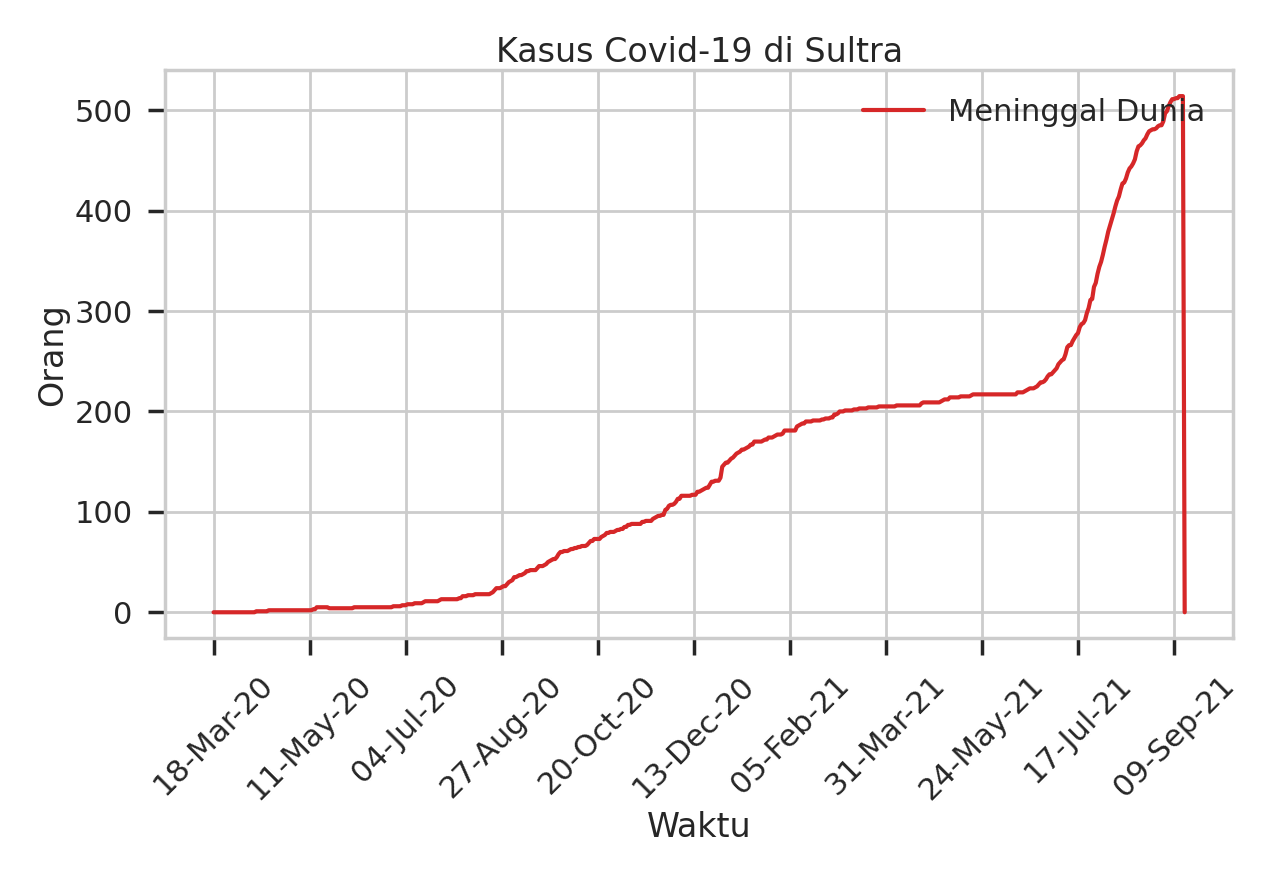 Kasus Covid-19 di Sultra
Meninggal Dunia
500
400
300
200
100
0
Orang
18-Mar-20
11-May-20
04-Jul-20
27-Aug-20
20-Oct-20
13-Dec-20
05-Feb-21
31-Mar-21
24-May-21
17-Jul-21
09-Sep-21
Waktu